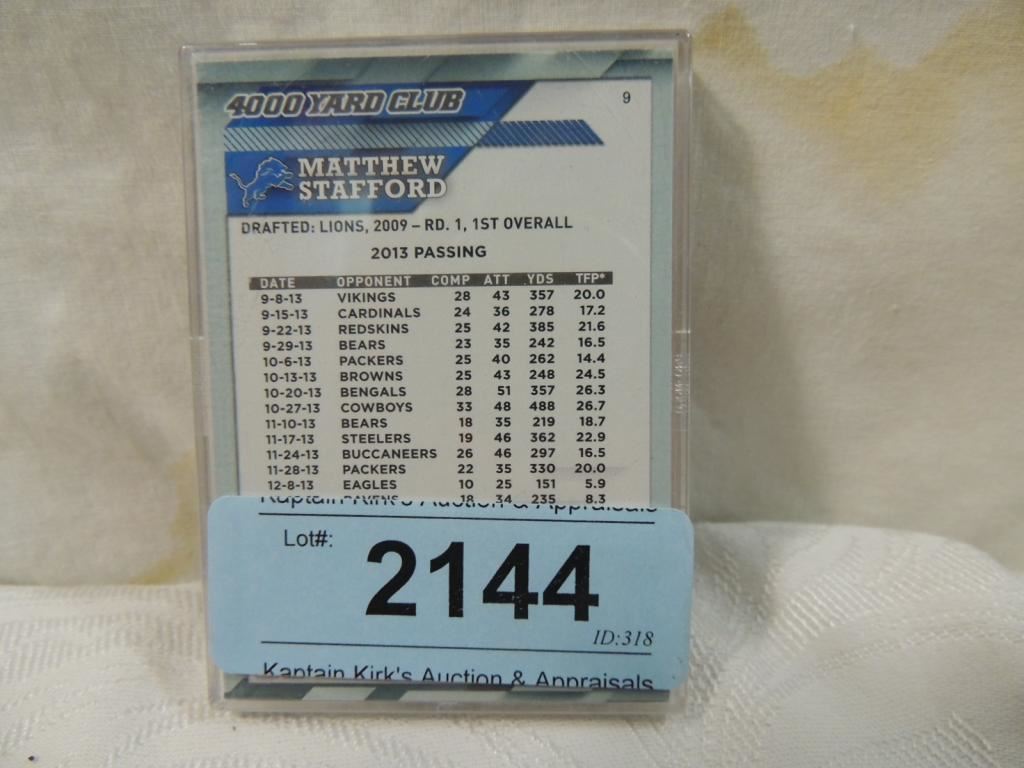 4000 YARD CLUB
9
MATTHEW
STAFFORD
DRAFTED: LIONS, 2009 – RD. 1, 1ST OVERALL
2013 PASSING
DATE OPPONENT COMP ATT YDS TFP*
9-8-13 VIKINGS 28 43 357 20.0
9-15-13 CARDINALS 24 36 278 17.2
9-22-13 REDSKINS 25 42 385 21.6
9-29-13 BEARS 23 35 242 16.5
10-6-13 PACKERS 25 40 262 14.4
10-13-13 BROWNS 25 43 248 24.5
10-20-13 BENGALS 28 51 357 26.3
10-27-13 COWBOYS 33 48 488 26.7
11-10-13 BEARS 18 35 219 18.7
11-17-13 STEELERS 19 46 362 22.9
11-24-13 BUCCANEERS 26 46 297 16.5
11-28-13 PACKERS 22 35 330 20.0
12-8-13 EAGLES 10 25 151 5.9
RAVENS 18 34 235 8.3
Kaptain Kirk's Auction & Appraisals
Lot#:
2144
ID:318
Kaptain Kirk's Auction & Appraisals